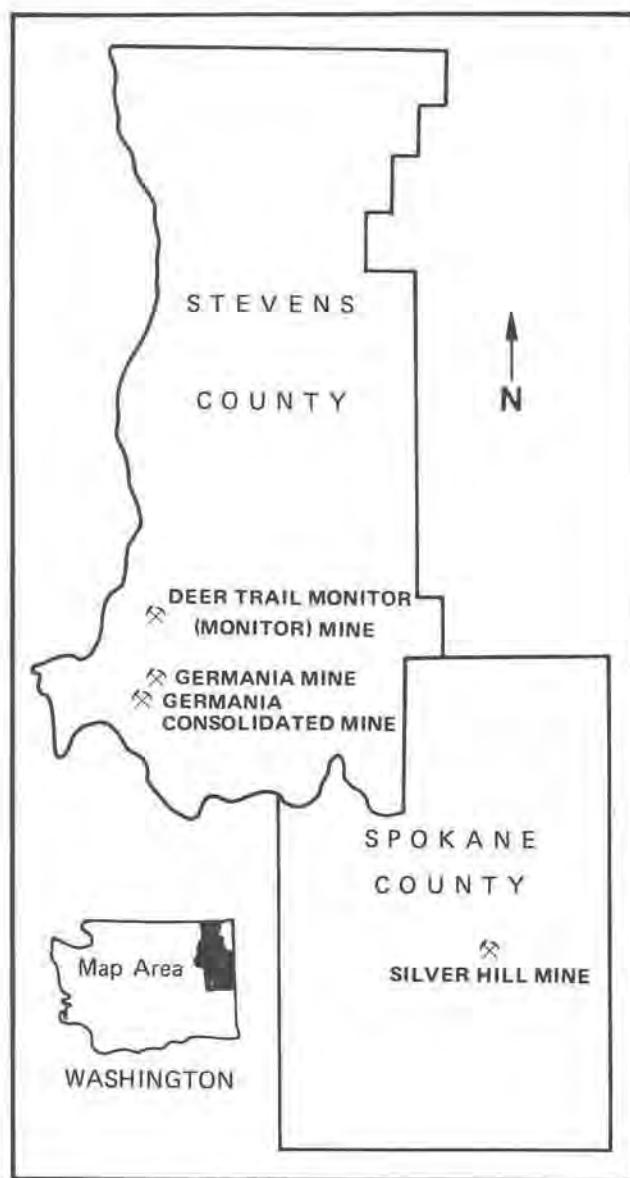 STEVENS
COUNTY
N
DEER TRAIL MONITOR
(MONITOR) MINE
GERMANIA MINE
GERMANIA
CONSOLIDATED MINE
SPOKANE
COUNTY
SILVER HILL MINE
Map Area
WASHINGTON